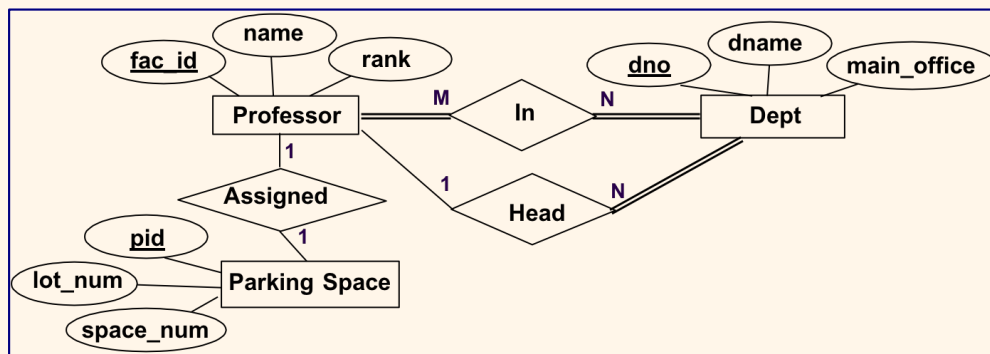 name
fac_id
rank
Professor
M
In
N
dno
dname
main_office
Dept
1
Assigned
1
1
Head
N
pid
lot_num
space_num
Parking Space